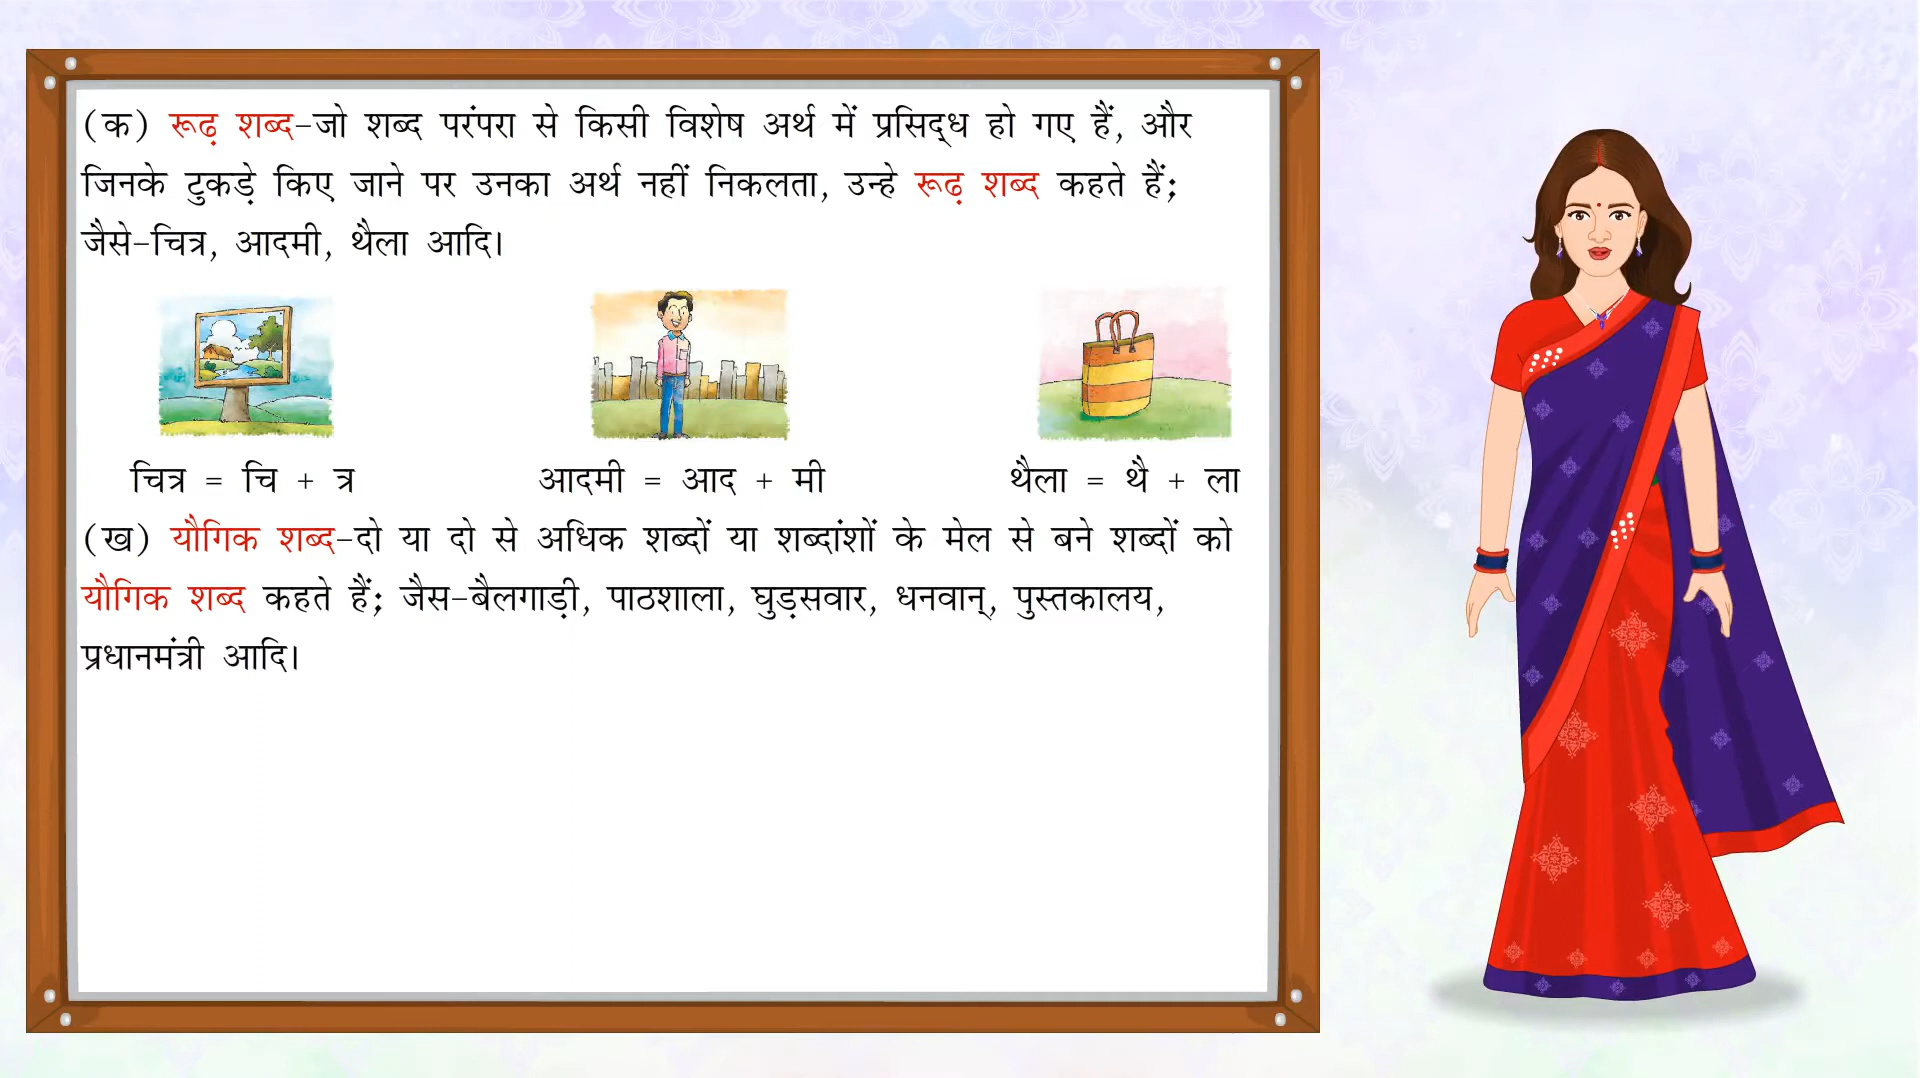 (क) रूढ़ शब्द-जो शब्द परंपरा से किसी विशेष अर्थ में प्रसिद्ध हो गए हैं, और
जिनके टुकड़े किए जाने पर उनका अर्थ नहीं निकलता, उन्हे रूढ़ शब्द कहते हैं;
जैसे-चित्र, आदमी, थैला आदि।
चित्र = चि + त्र आदमी = आद + मी थैला = थै + ला
(ख) यौगिक शब्द-दो या दो से अधिक शब्दों या शब्दांशों के मेल से बने शब्दों को
यौगिक शब्द कहते हैं; जैस-बैलगाड़ी, पाठशाला, घुड़सवार, धनवान्, पुस्तकालय,
प्रधानमंत्री आदि।